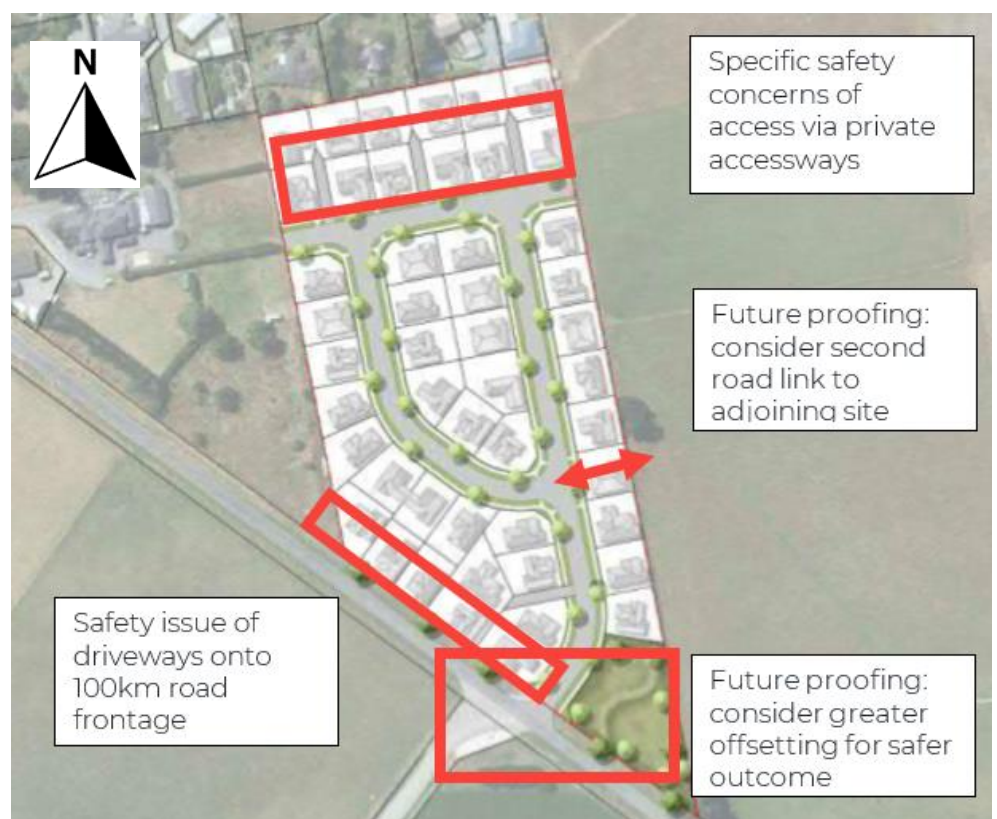 N
Specific safety
concerns of
access via private
accessways
Future proofing:
consider second
road link to
adjoining site
Safety issue of
driveways onto
100km road
frontage
Future proofing:
consider greater
offsetting for safer
outcome